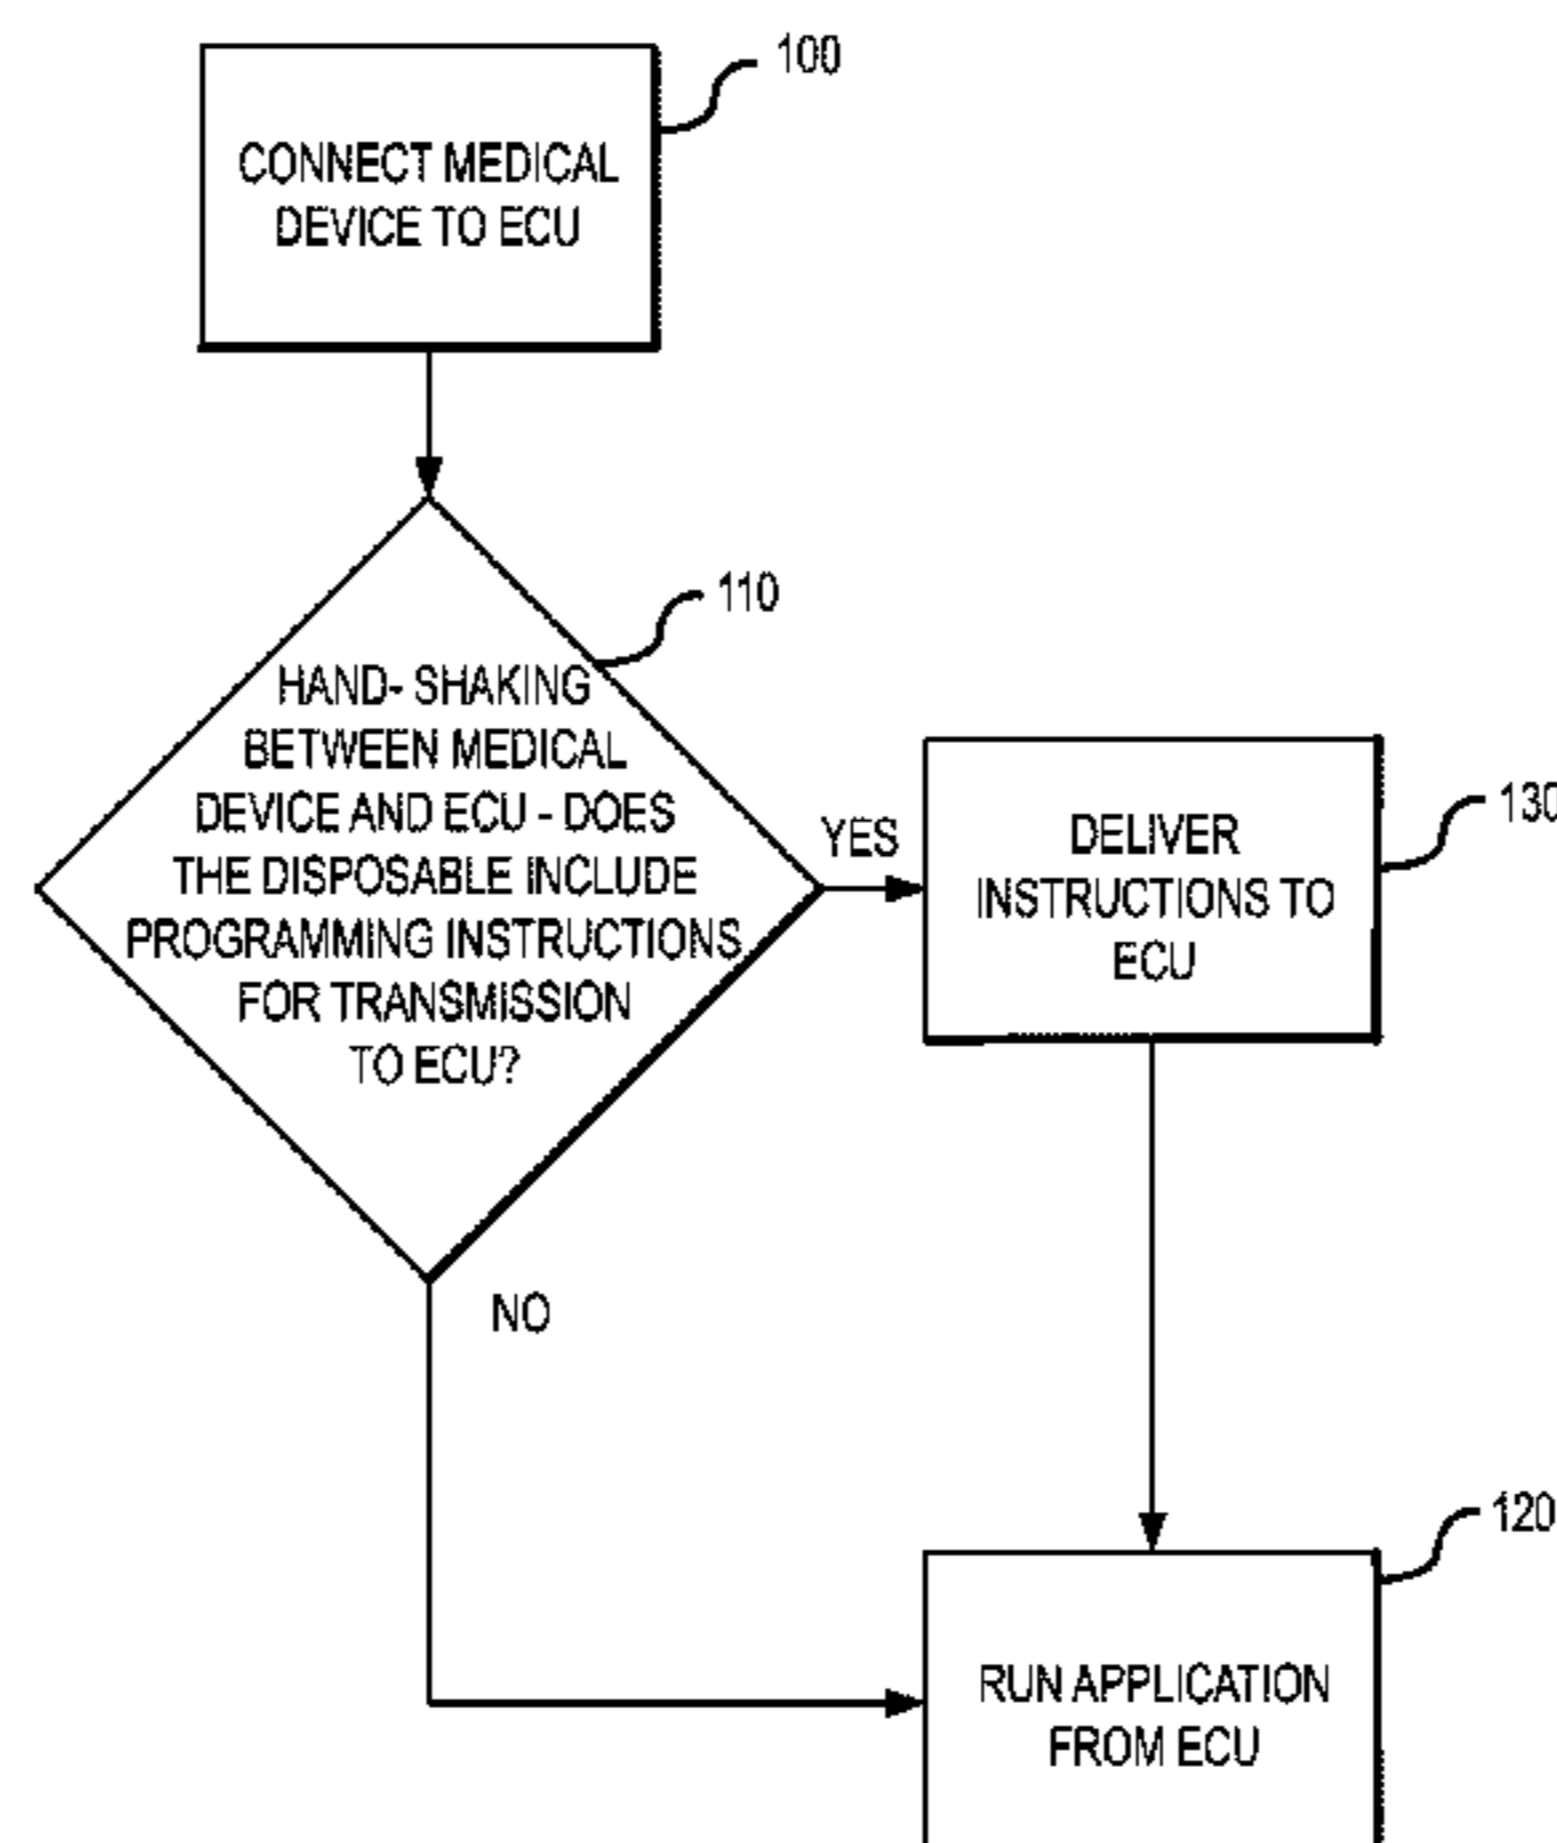 100
CONNECT MEDICAL
DEVICE TO ECU
110
HAND- SHAKING
BETWEEN MEDICAL
DEVICE AND ECU - DOES
THE DISPOSABLE INCLUDE
PROGRAMMING INSTRUCTIONS
FOR TRANSMISSION
TO ECU?
YES
130
DELIVER
INSTRUCTIONS TO
ECU
NO
120
RUN APPLICATION
FROM ECU